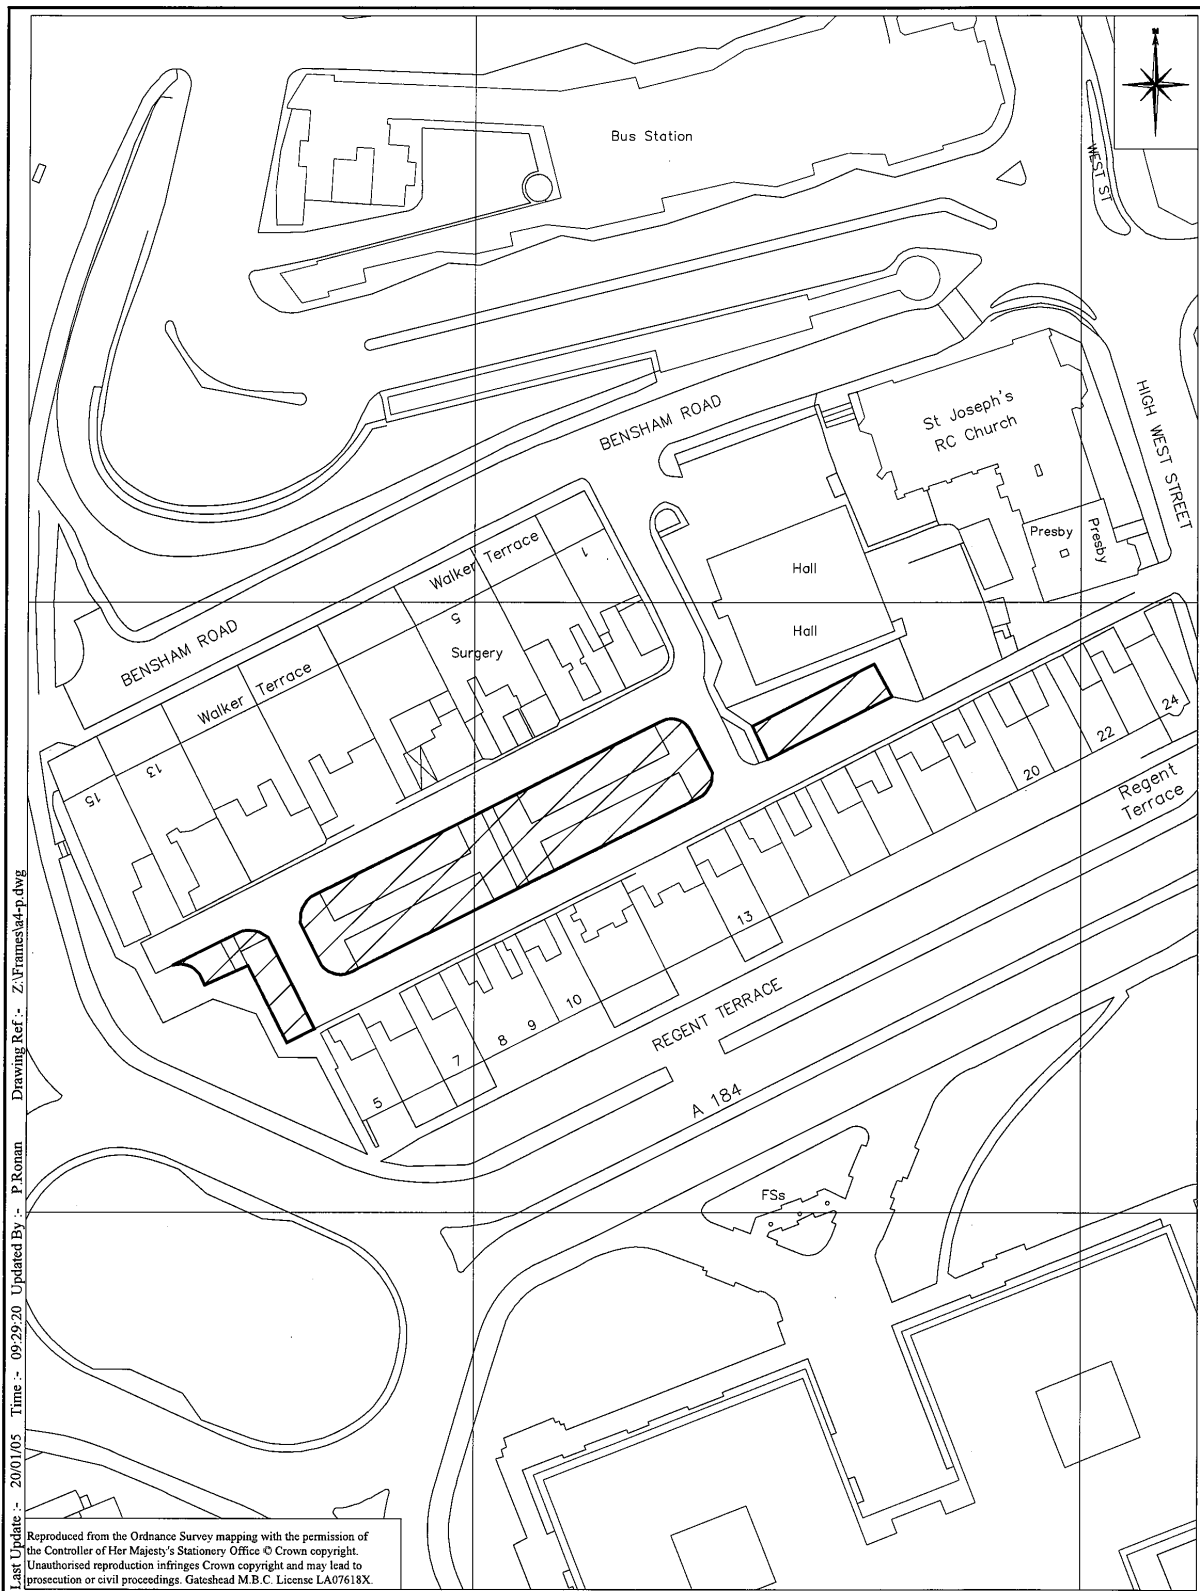 N
Bus Station
WEST ST
BENSHAM ROAD
St Joseph's
RC Church
HIGH WEST STREET
Presby
Presby
Hall
Hall
Walker Terrace
1
5
Surgery
BENSHAM ROAD
Walker Terrace
13
15
24
22
20
Regent
Terrace
13
10
9
8
7
5
REGENT TERRACE
A 184
FSs
Last Update :- 20/01/05 Time :- 09:29:20 Updated By :- P.Ronan Drawing Ref :- Z:\Frames\a4-p.dwg
Reproduced from the Ordnance Survey mapping with the permission of
the Controller of Her Majesty's Stationery Office © Crown copyright.
Unauthorised reproduction infringes Crown copyright and may lead to
prosecution or civil proceedings. Gateshead M.B.C. License LA07618X.